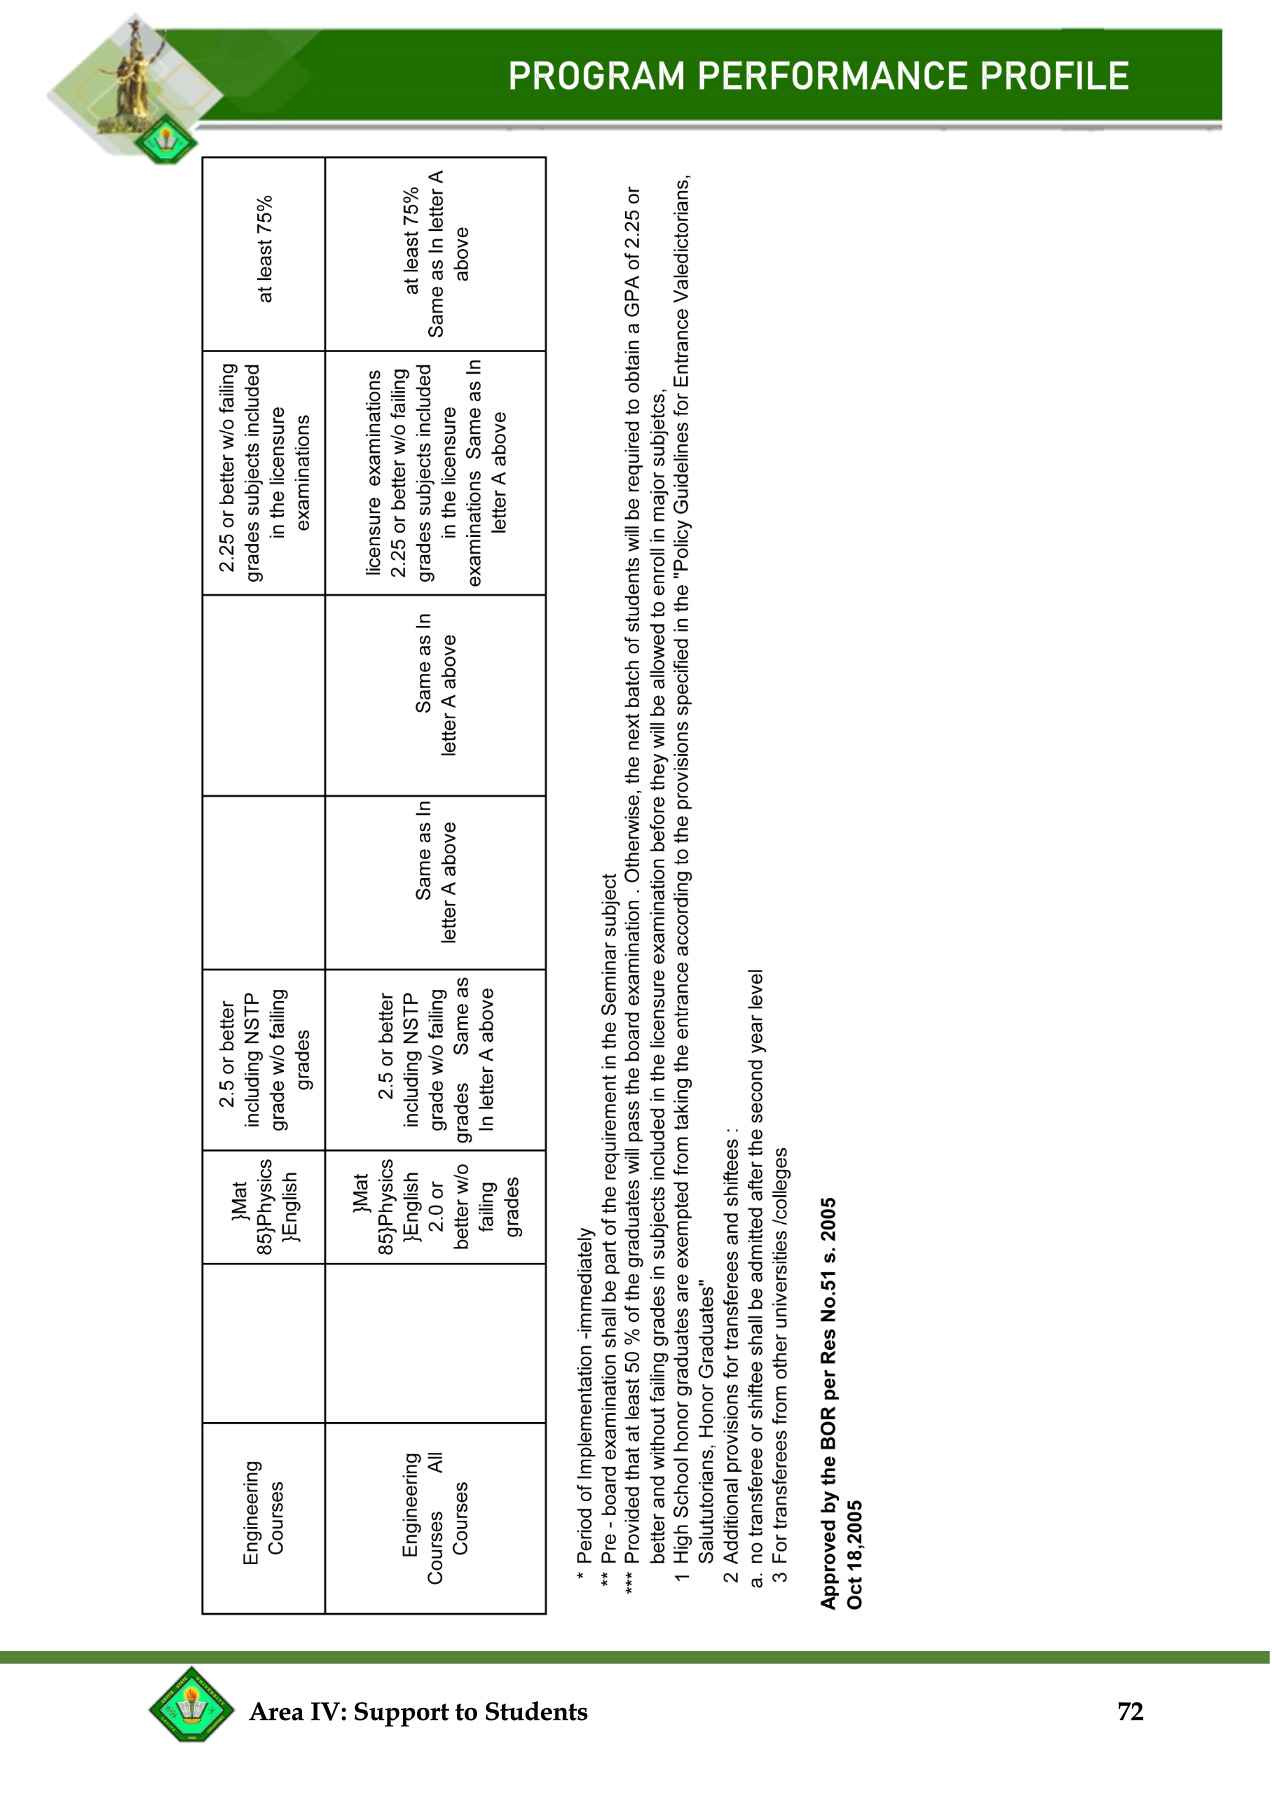 PROGRAM PERFORMANCE PROFILE
Engineering
Courses
}Mat
85}Physics
}English
2.5 or better
including NSTP
grade w/o failing
grades
2.25 or better w/o failing
grades subjects included
in the licensure
examinations
at least 75%
Engineering
Courses All
Courses
}Mat
85}Physics
}English
2.0 or
better w/o
failing
grades
2.5 or better
including NSTP
grade w/o failing
grades Same as
In letter A above
Same as In
letter A above
Same as In
letter A above
licensure examinations
2.25 or better w/o failing
grades subjects included
in the licensure
examinations Same as In
letter A above
at least 75%
Same as In letter A
above
* Period of Implementation -immediately
** Pre - board examination shall be part of the requirement in the Seminar subject
*** Provided that at least 50 % of the graduates will pass the board examination . Otherwise, the next batch of students will be required to obtain a GPA of 2.25 or
better and without failing grades in subjects included in the licensure examination before they will be allowed to enroll in major subjetcs,
1 High School honor graduates are exempted from taking the entrance according to the provisions specified in the "Policy Guidelines for Entrance Valedictorians,
Salututorians, Honor Graduates"
2 Additional provisions for transferees and shiftees :
a. no transferee or shiftee shall be admitted after the second year level
3 For transferees from other universities /colleges
Approved by the BOR per Res No.51 s. 2005
Oct 18,2005
Area IV: Support to Students
72